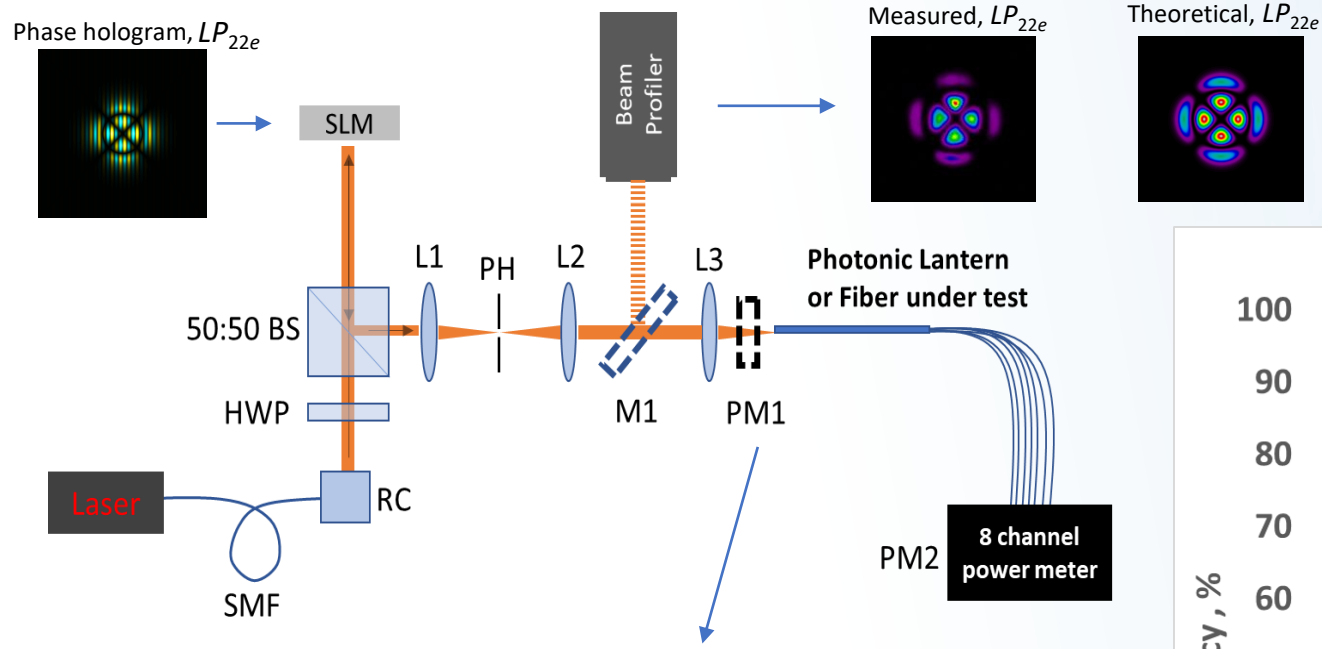 Phase hologram, LP22e
Measured, LP22e
Theoretical, LP22e
SLM
Beam
Profiler
L1
PH
L2
L3
Photonic Lantern
or Fiber under test
50:50 BS
HWP
M1
PM1
Laser
RC
SMF
PM2
8 channel
power meter
100
90
80
70
60
cy , %